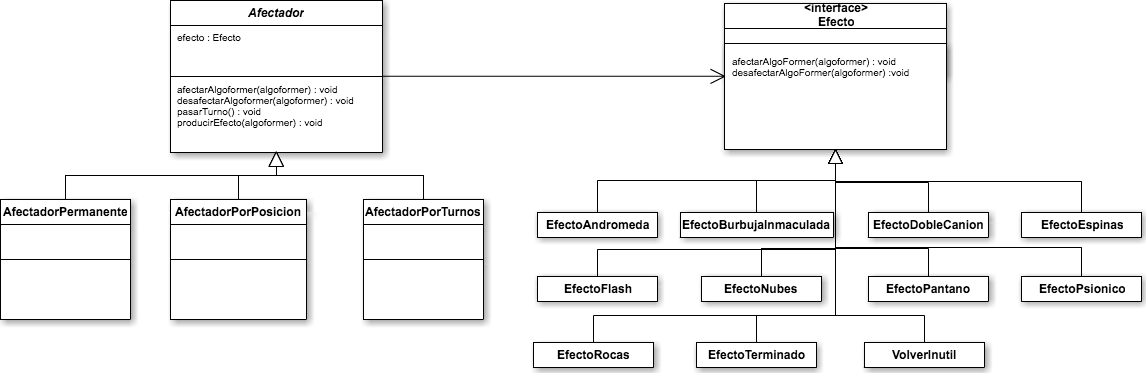 Afectador
efecto : Efecto
afectarAlgoformer(algoformer) : void
desafectarAlgoformer(algoformer) : void
pasarTurno() : void
producirEfecto(algoformer) : void
<interface>
Efecto
afectarAlgoFormer(algoformer) : void
desafectarAlgoFormer(algoformer) :void
AfectadorPermanente
AfectadorPorPosicion
AfectadorPorTurnos
EfectoAndromeda
EfectoBurbujaInmaculada
EfectoDobleCanion
EfectoEspinas
EfectoFlash
EfectoNubes
EfectoPantano
EfectoPsionico
EfectoRocas
EfectoTerminado
VolverInutil